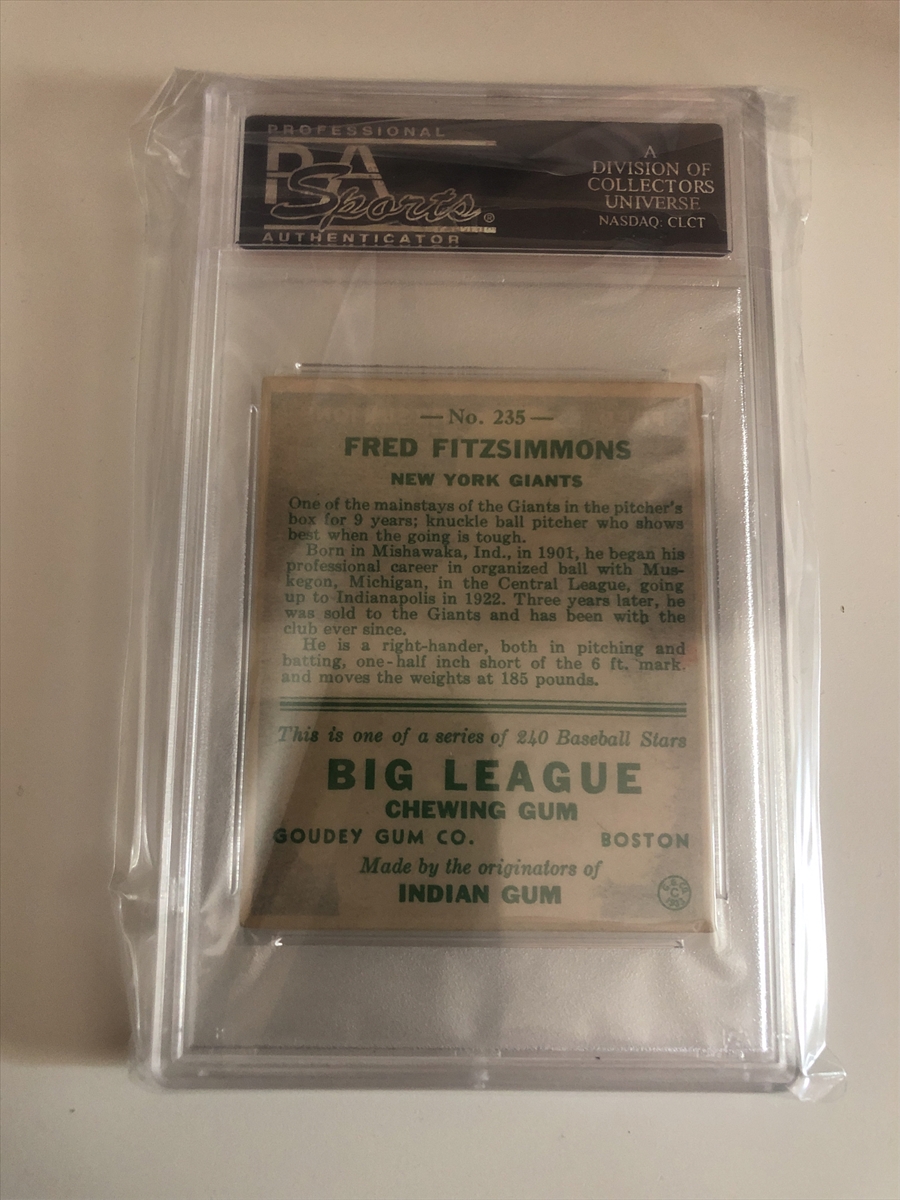 PROFESSIONAL
PSA
Sports®
AUTHENTICATOR
A
DIVISION OF
COLLECTORS
UNIVERSE
NASDAQ: CLCT
— No. 235 —
FRED FITZSIMMONS
NEW YORK GIANTS
One of the mainstays of the Giants in the pitcher's
box for 9 years; knuckle ball pitcher who shows
best when the going is tough.
Born in Mishawaka, Ind., in 1901, he began his
professional career in organized ball with Mus-
kegon, Michigan, in the Central League, going
up to Indianapolis in 1922. Three years later, he
was sold to the Giants and has been with the
club ever since.
He is a right-hander, both in pitching and
batting, one-half inch short of the 6 ft. mark
and moves the weights at 185 pounds.
This is one of a series of 240 Baseball Stars
BIG LEAGUE
CHEWING GUM
GOUDEY GUM CO. BOSTON
Made by the originators of
INDIAN GUM